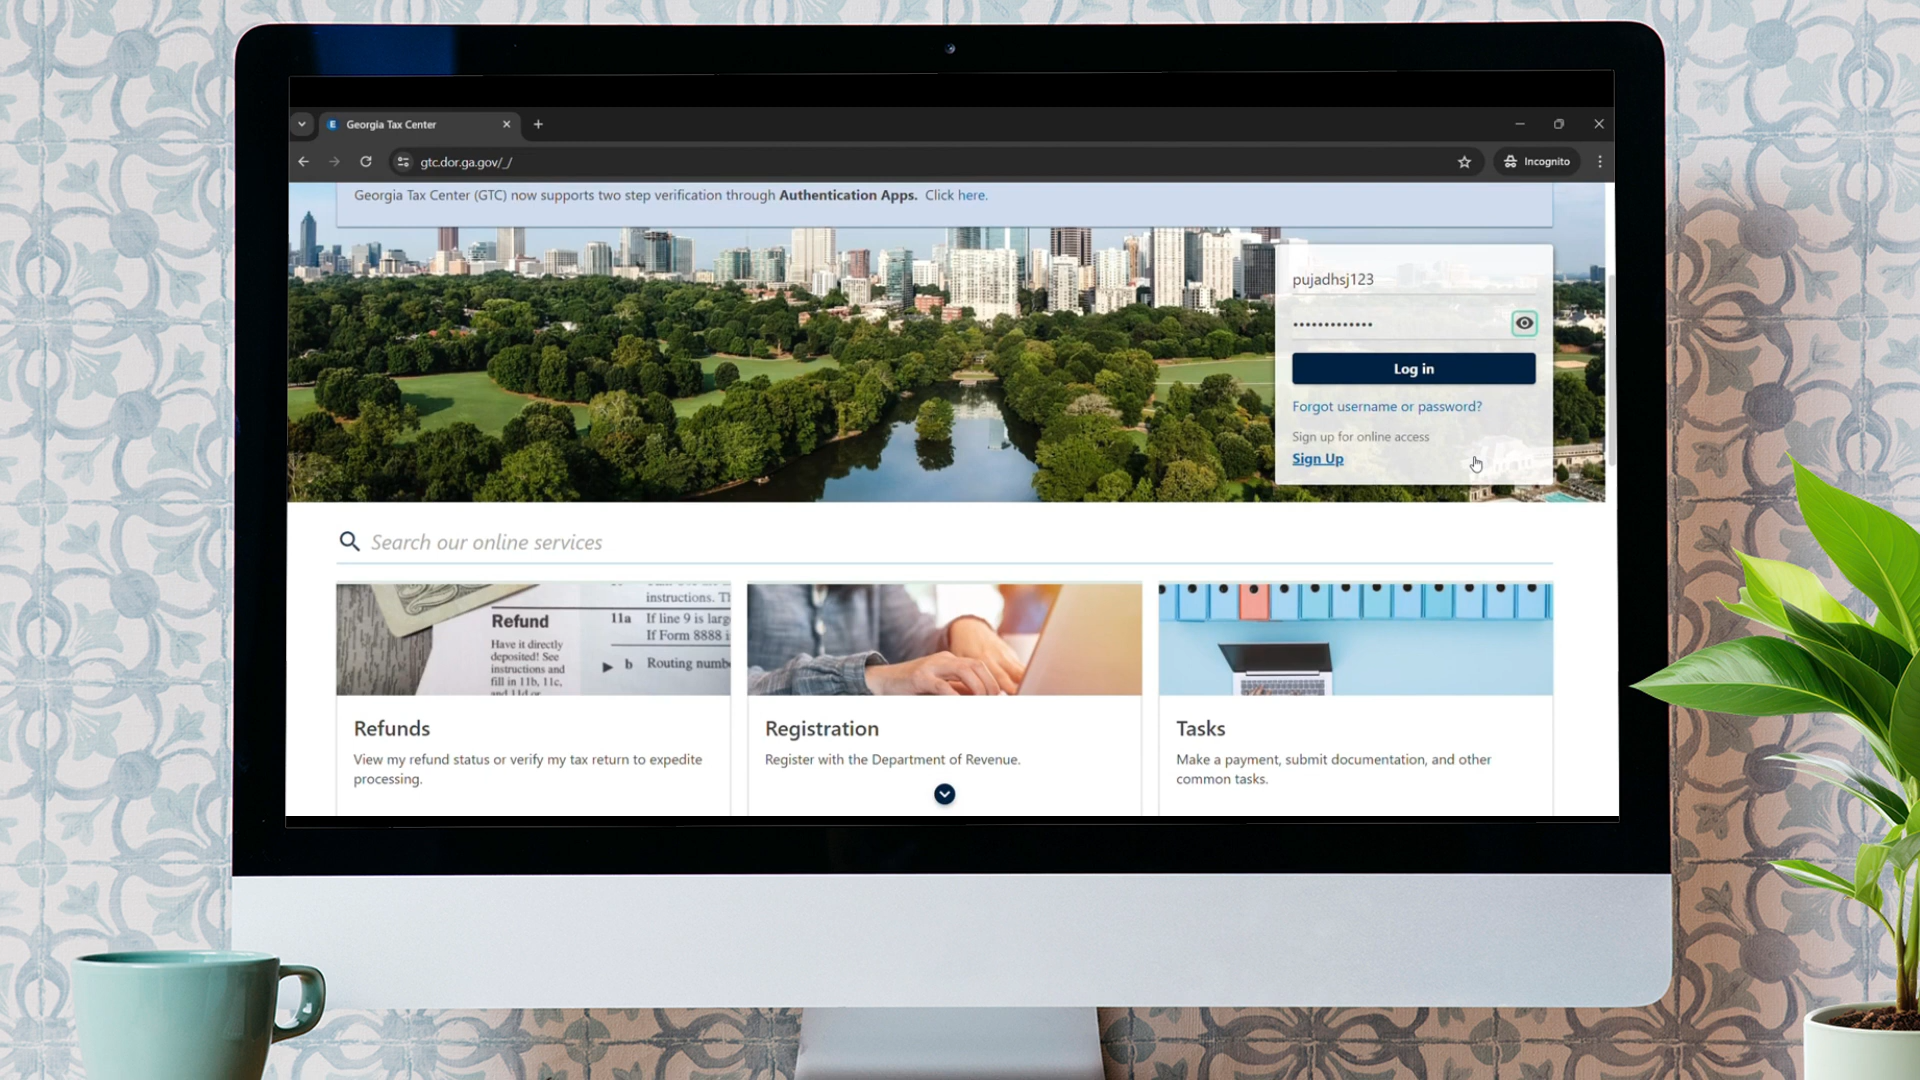 Georgia Tax Center
gtc.dor.ga.gov/_/
Incognito
Georgia Tax Center (GTC) now supports two step verification through Authentication Apps. Click here.
pujadhsj123
•••••••••••••
Log in
Forgot username or password?
Sign up for online access
Sign Up
Search our online services
Refund
Have it directly
deposited! See
instructions and
fill in 11b, 11c,
and 11d or
instructions.
11a If line 9 is
If Form 8888
b Routing
Refunds
View my refund status or verify my tax return to expedite
processing.
Registration
Register with the Department of Revenue.
Tasks
Make a payment, submit documentation, and other
common tasks.